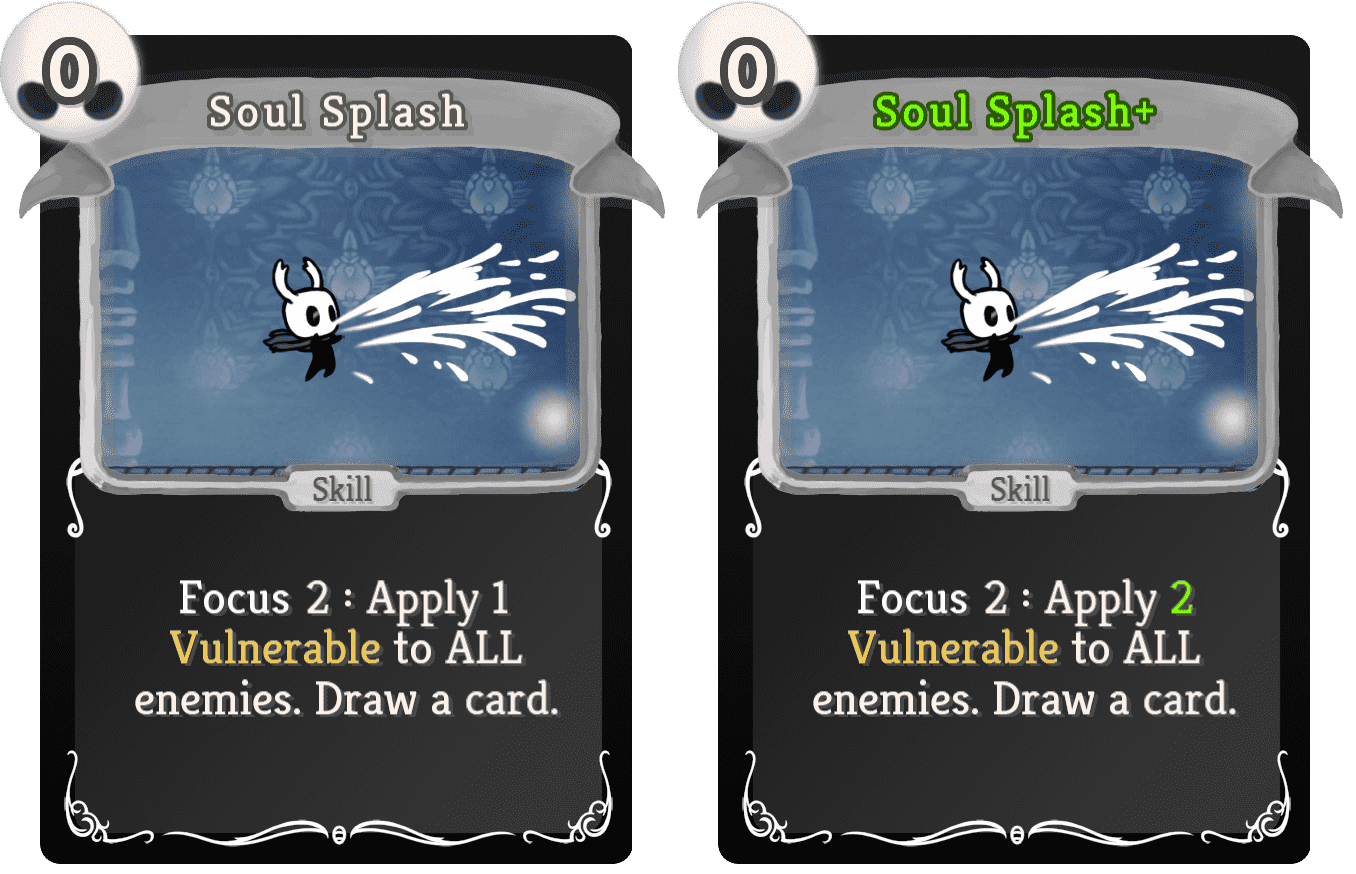 0
Soul Splash
Skill
Focus 2 : Apply 1
Vulnerable to ALL
enemies. Draw a card.
0
Soul Splash+
Skill
Focus 2 : Apply 2
Vulnerable to ALL
enemies. Draw a card.